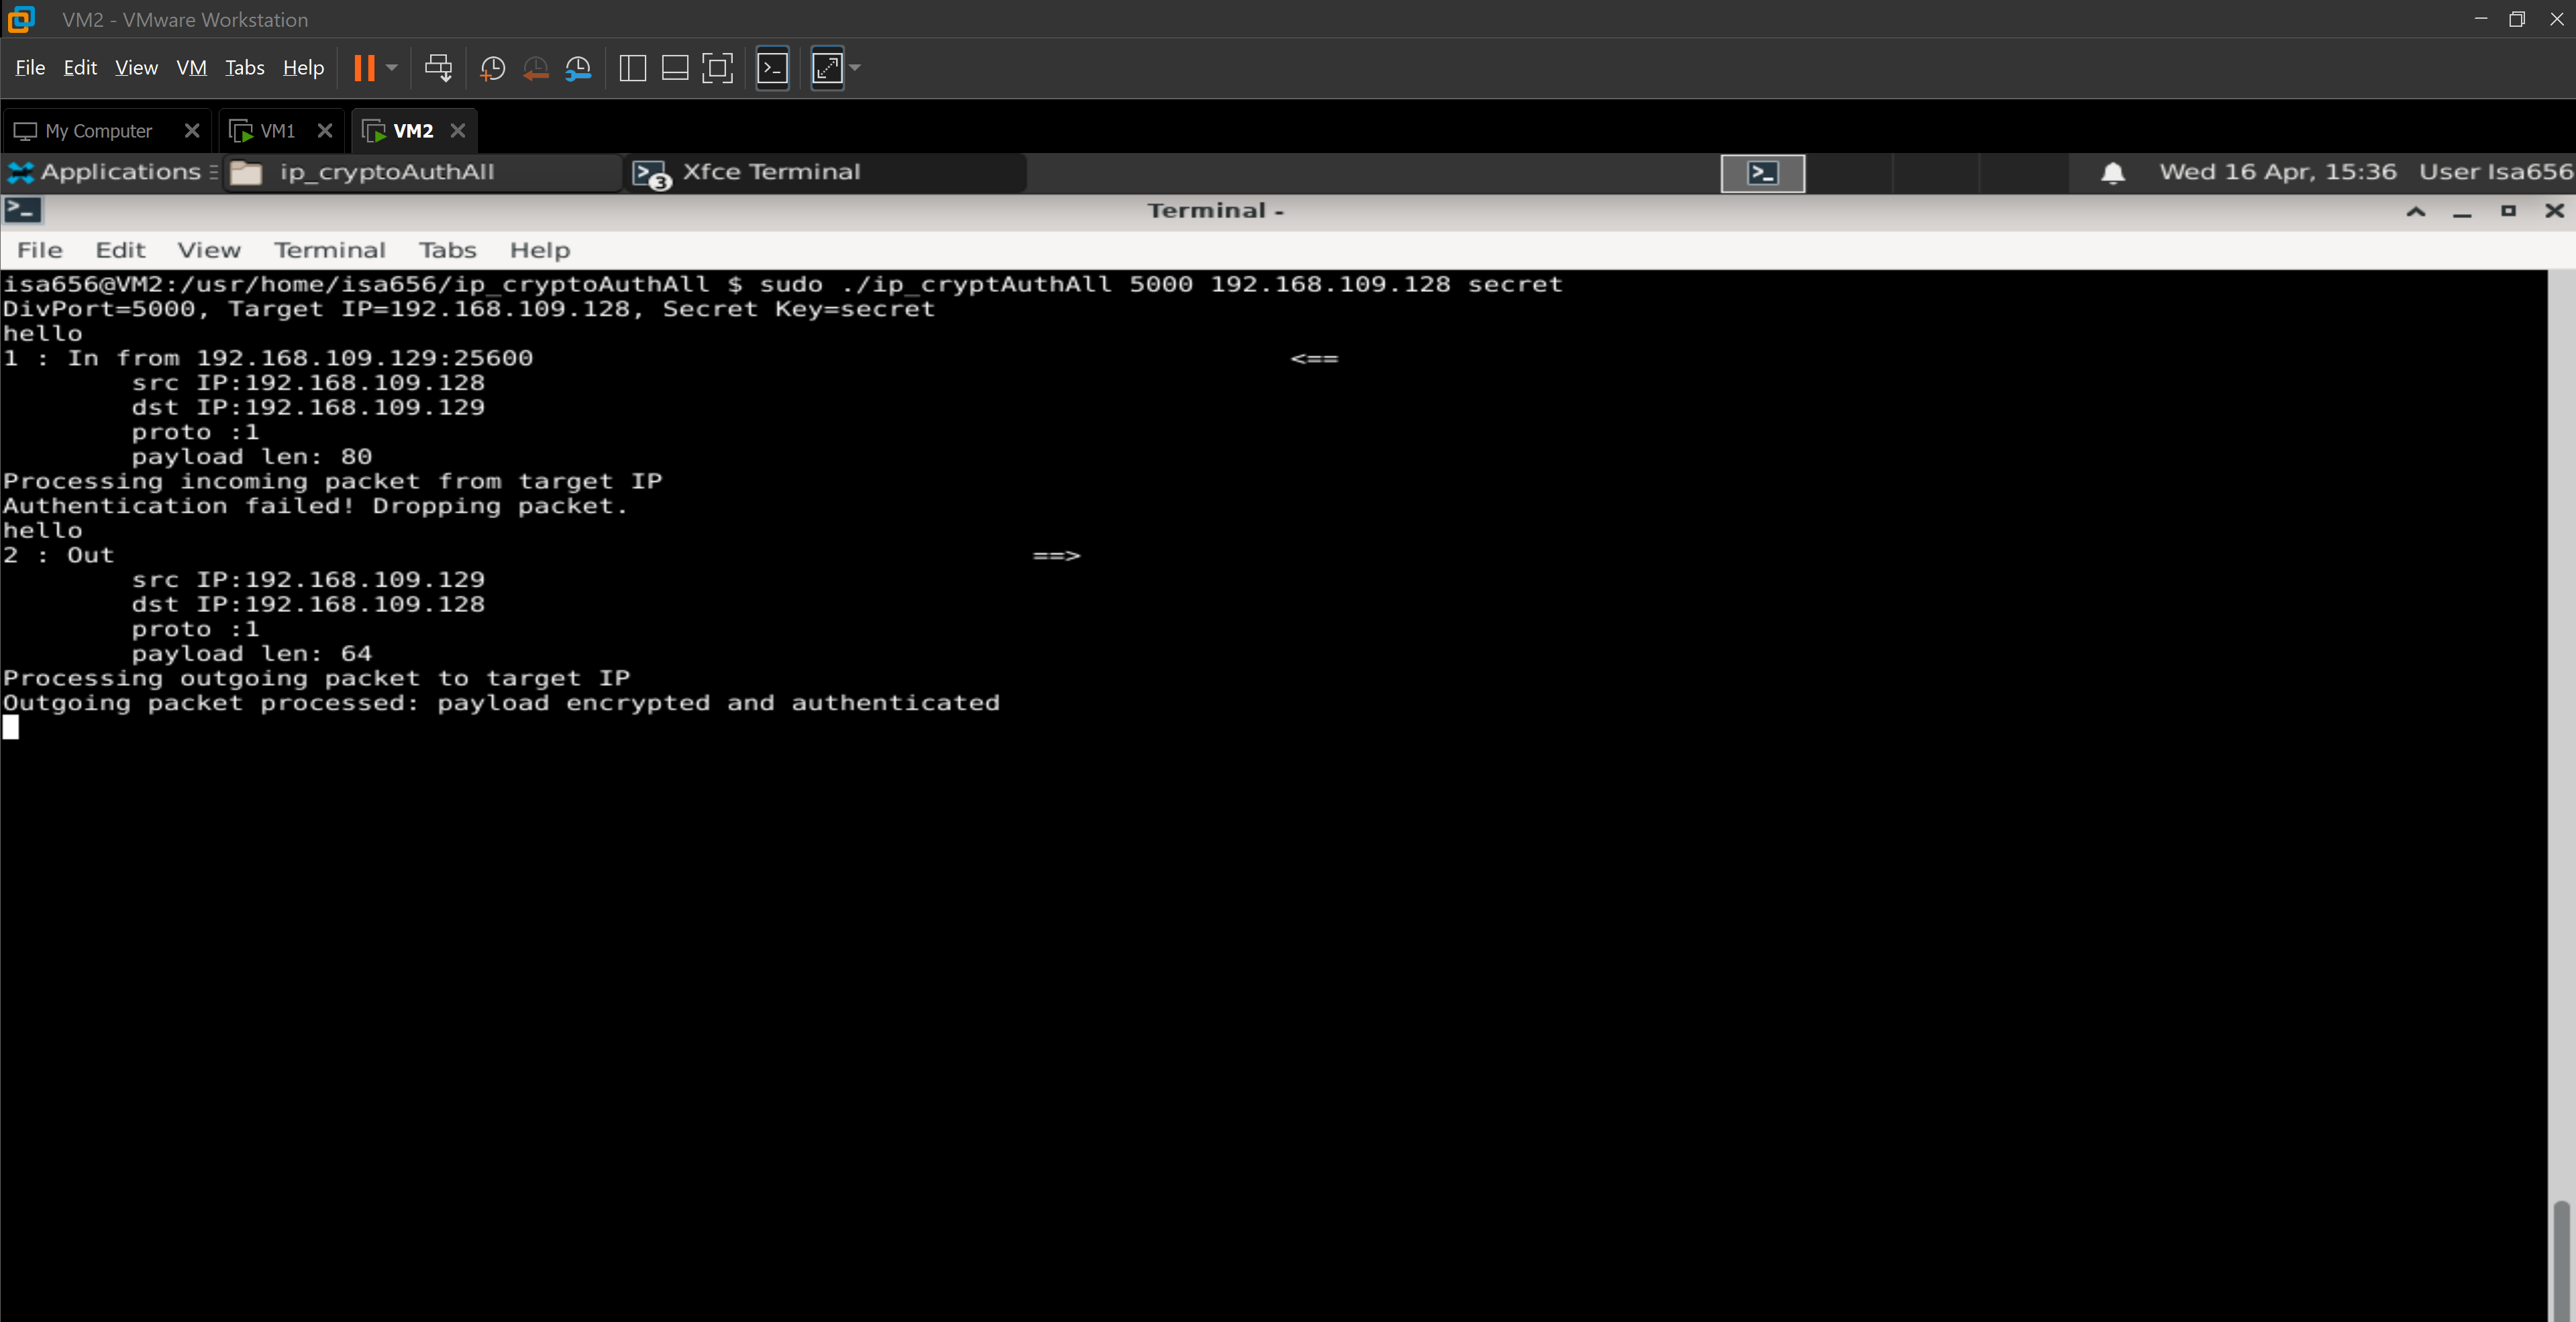 VM2 - VMware Workstation
File Edit View VM Tabs Help
My Computer VM1 VM2
Applications ip_cryptoAuthAll 3 Xfce Terminal Wed 16 Apr, 15:36 User Isa656
Terminal -
File Edit View Terminal Tabs Help
isa656@VM2:/usr/home/isa656/ip_cryptoAuthAll $ sudo ./ip_cryptAuthAll 5000 192.168.109.128 secret
DivPort=5000, Target IP=192.168.109.128, Secret Key=secret
hello
1 : In from 192.168.109.129:25600 <==
src IP:192.168.109.128
dst IP:192.168.109.129
proto :1
payload len: 80
Processing incoming packet from target IP
Authentication failed! Dropping packet.
hello
2 : Out ==>
src IP:192.168.109.129
dst IP:192.168.109.128
proto :1
payload len: 64
Processing outgoing packet to target IP
Outgoing packet processed: payload encrypted and authenticated